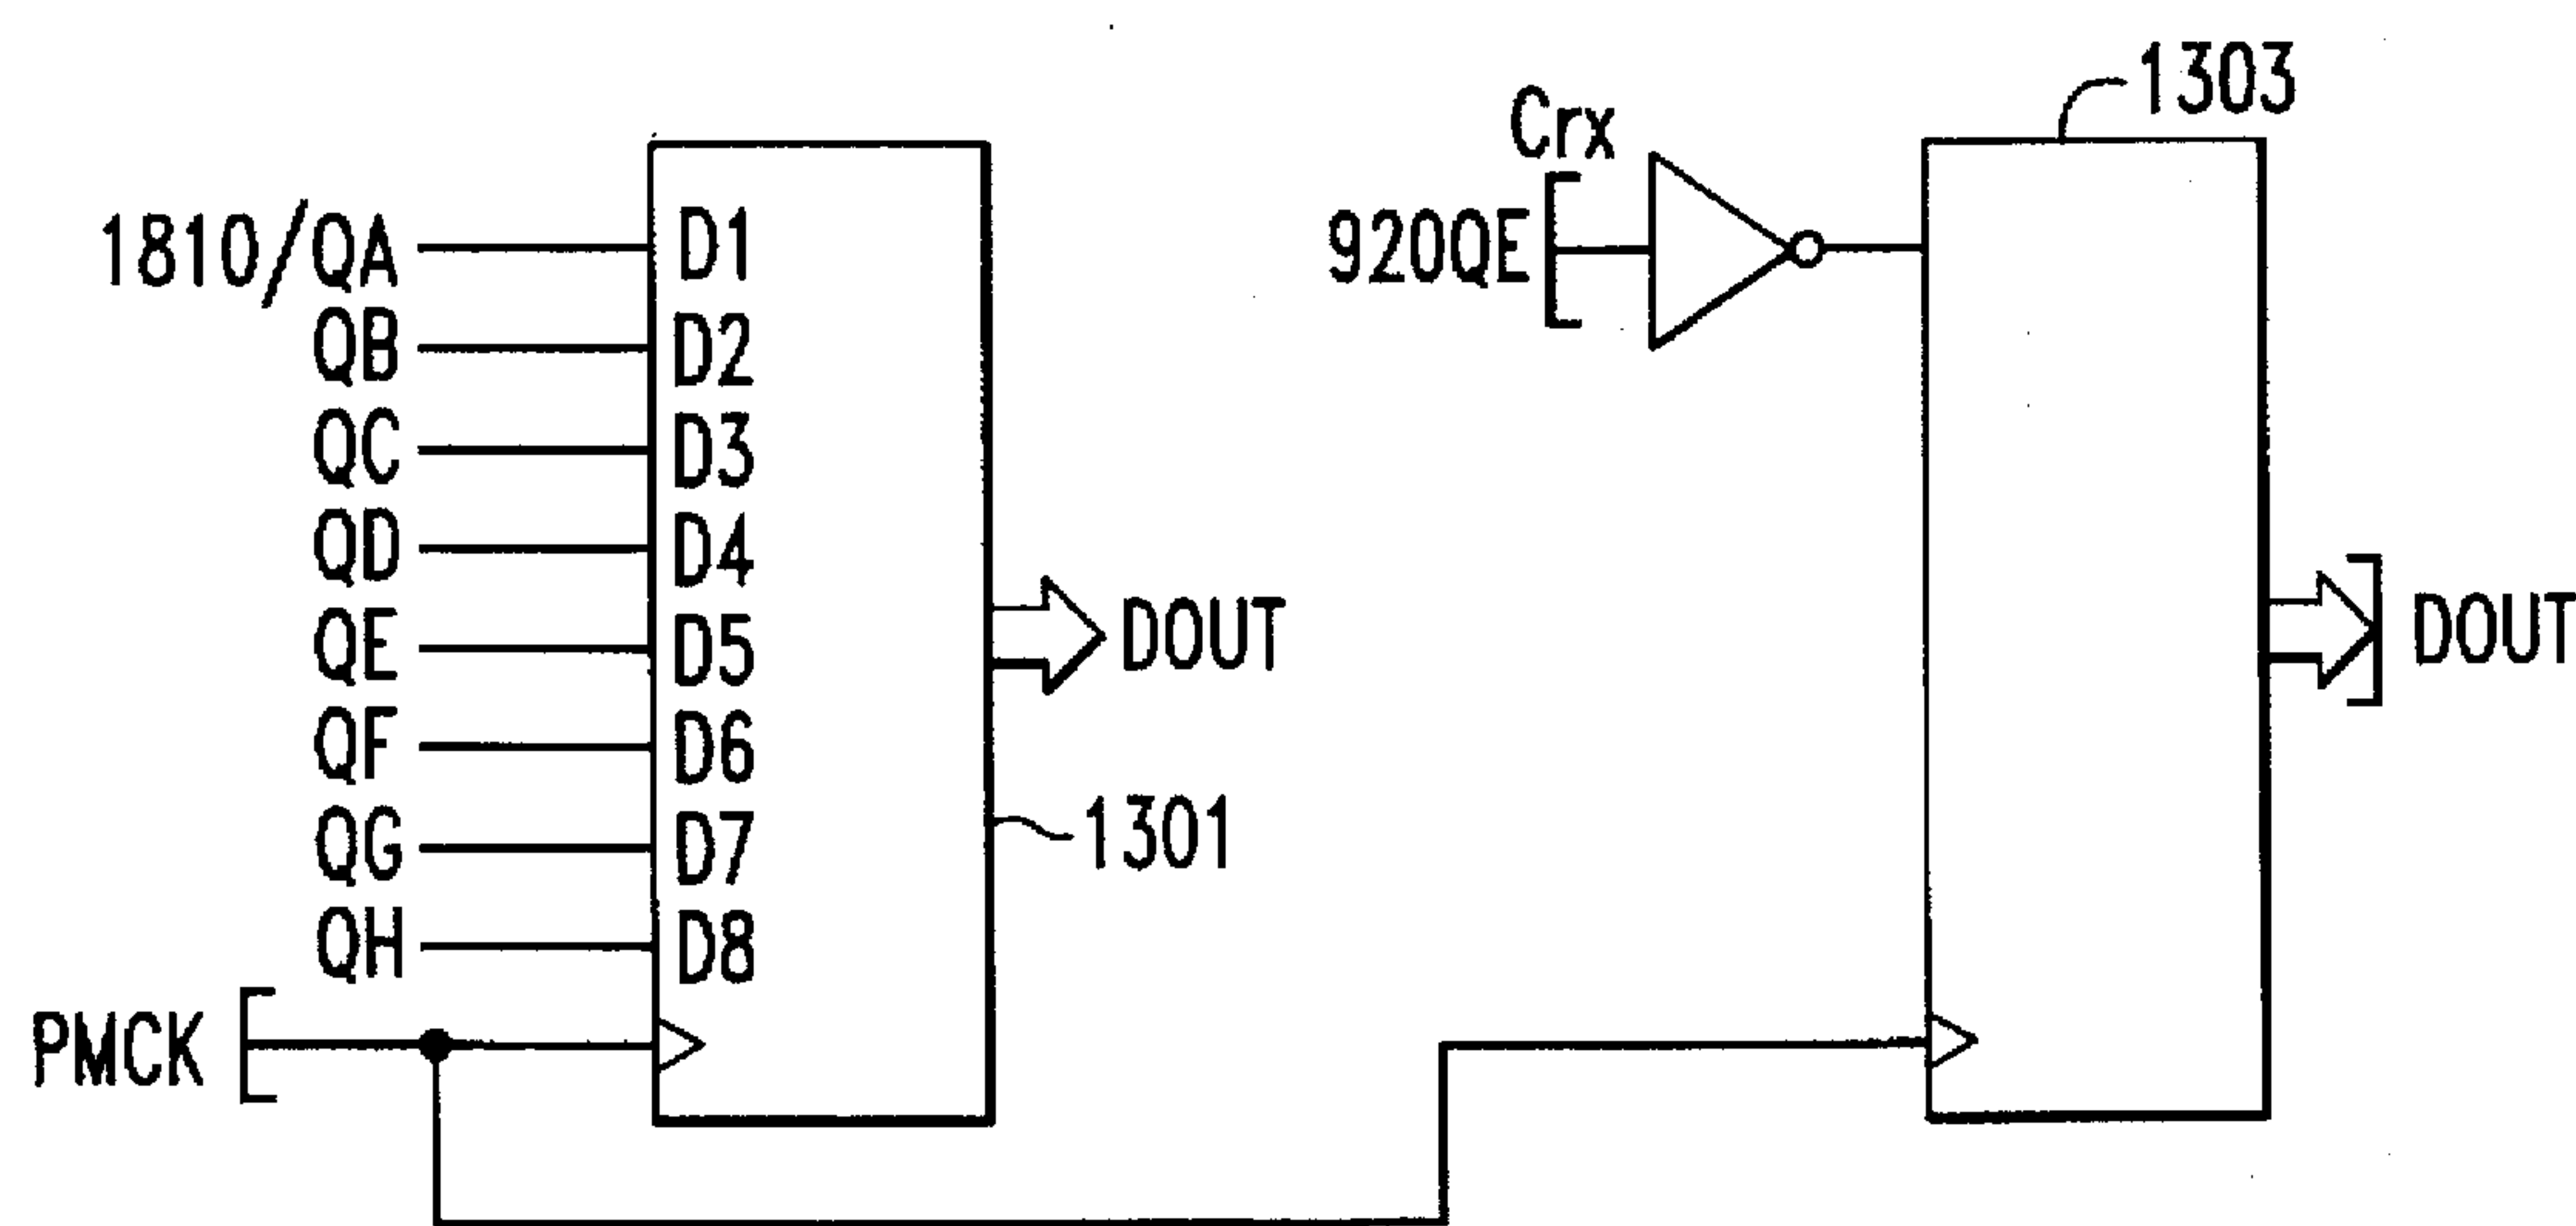 1810/QA
QB
QC
QD
QE
QF
QG
QH
PMCK
D1
D2
D3
D4
D5
D6
D7
D8
DOUT
1301
Crx
920QE
1303
DOUT